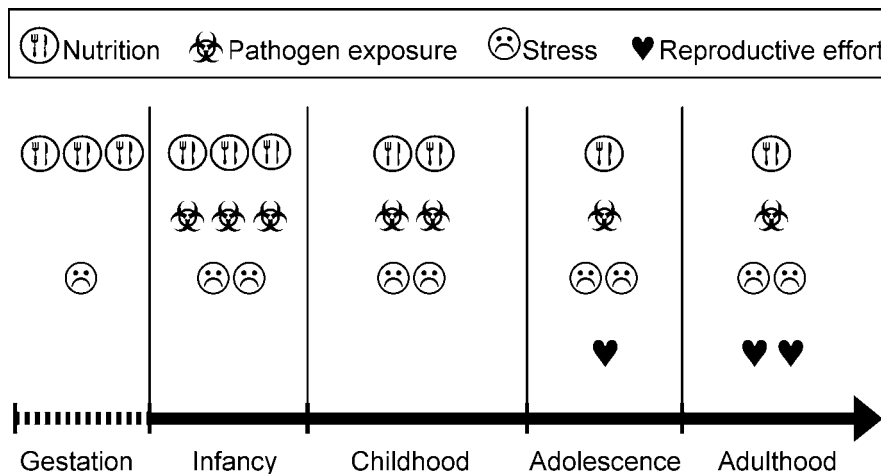 Nutrition Pathogen exposure Stress Reproductive effort
Gestation Infancy Childhood Adolescence Adulthood